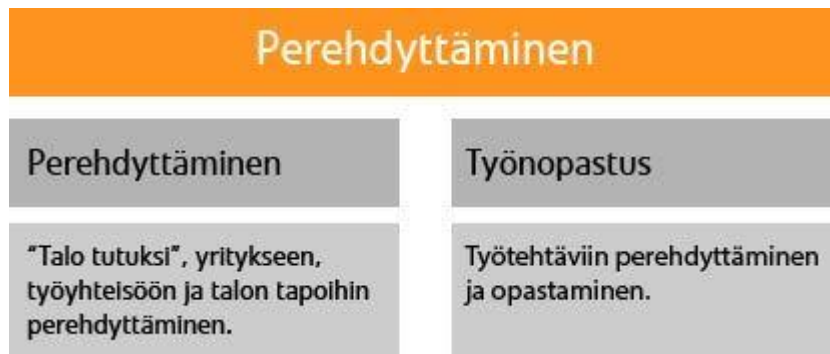 Perehdyttäminen
Perehdyttäminen
"Talo tutuksi", yritykseen,
työyhteisöön ja talon tapoihin
perehdyttäminen.
Työnopastus
Työtehtäviin perehdyttäminen
ja opastaminen.